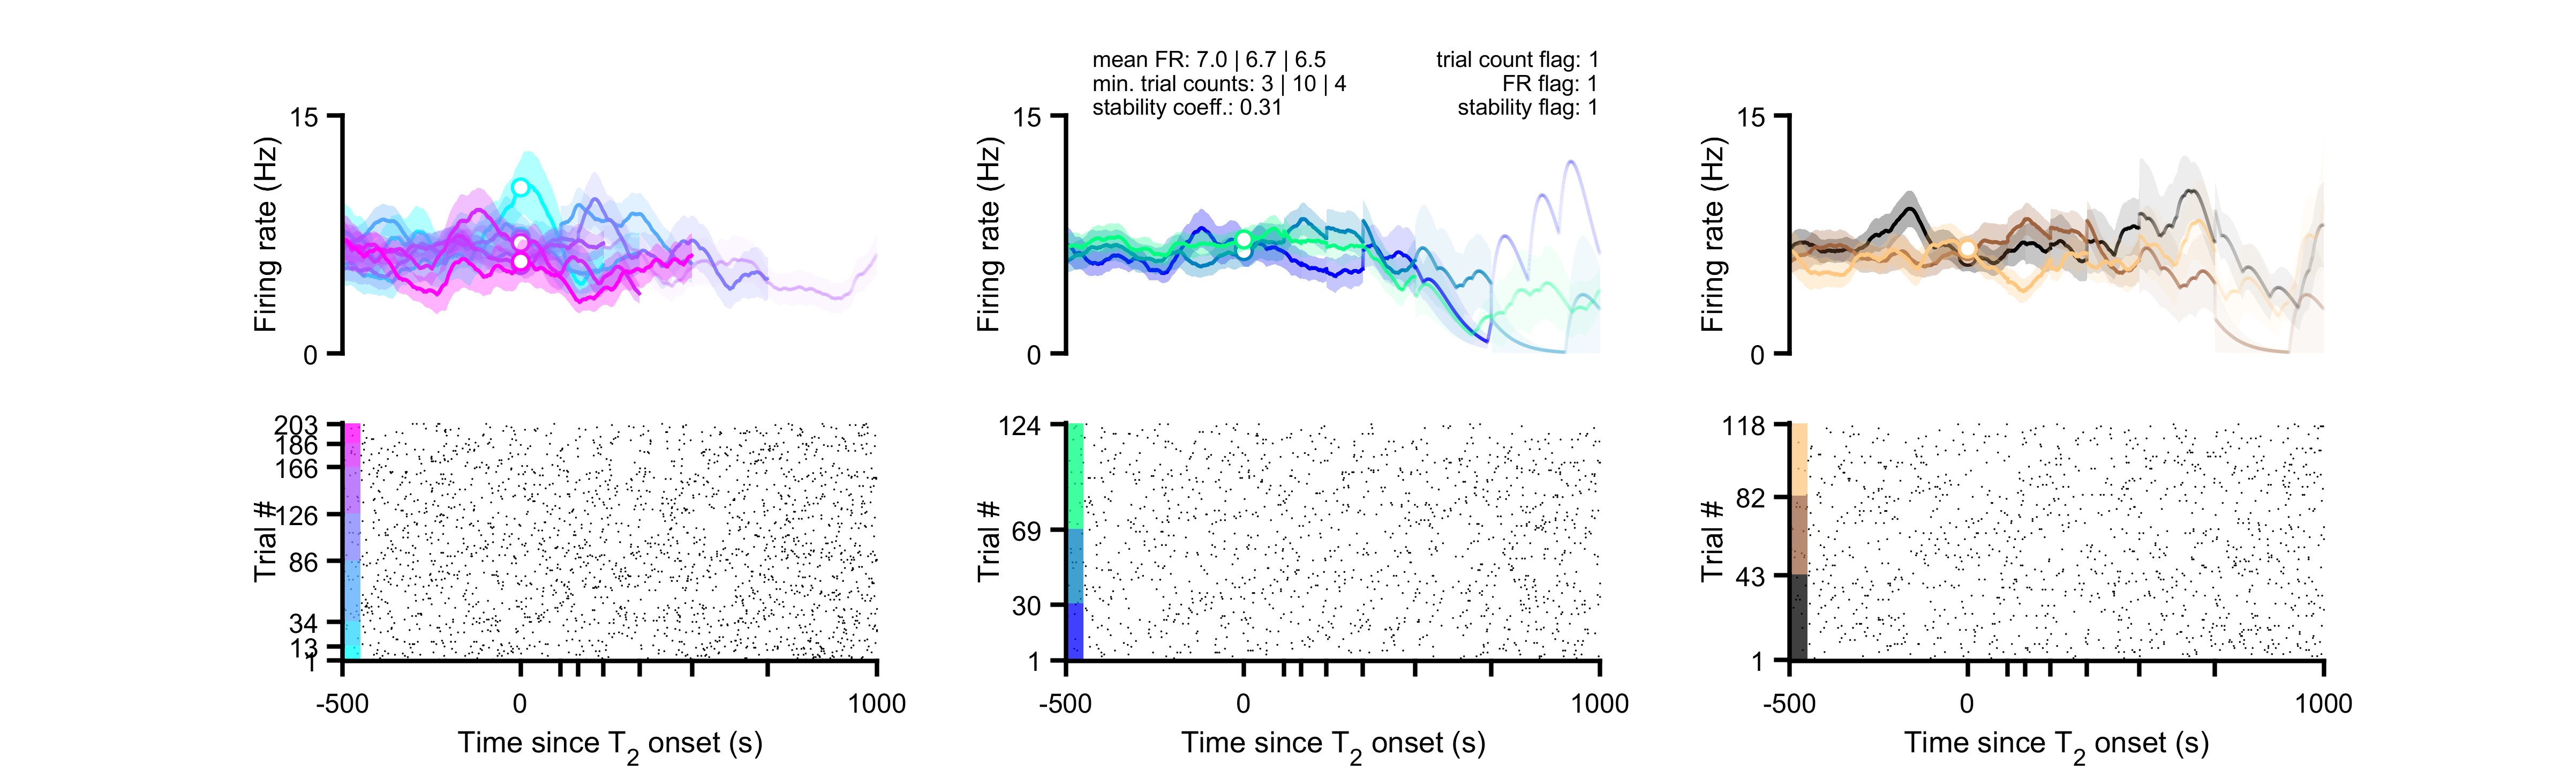 mean FR: 7.0 | 6.7 | 6.5
min. trial counts: 3 | 10 | 4
stability coeff.: 0.31
trial count flag: 1
FR flag: 1
stability flag: 1
15
Firing rate (Hz)
0
15
Firing rate (Hz)
0
15
Firing rate (Hz)
0
203
186
166
126
86
34
13
1
Trial #
-500
0
1000
Time since T2 onset (s)
124
69
30
1
Trial #
-500
0
1000
Time since T2 onset (s)
118
82
43
1
Trial #
-500
0
1000
Time since T2 onset (s)